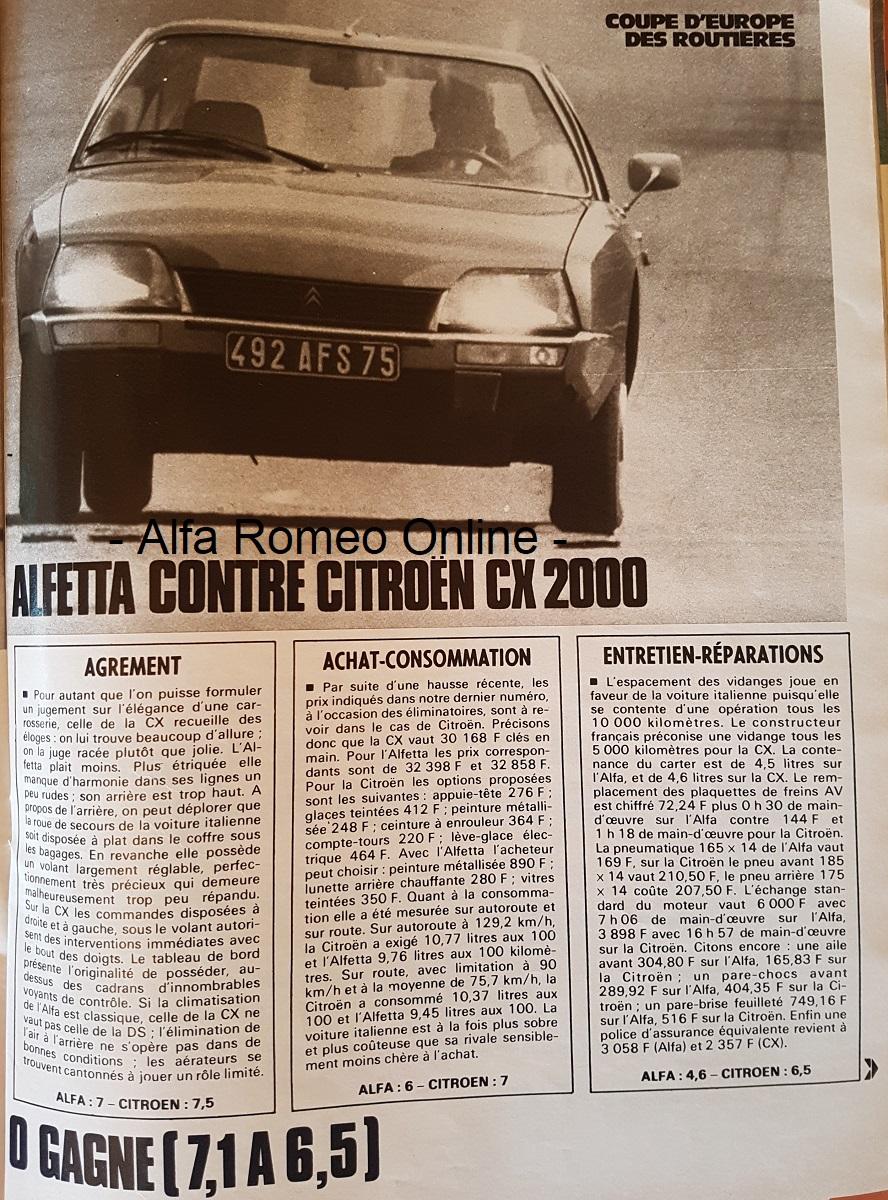 COUPE D'EUROPE
DES ROUTIERES
492 AFS 75
- Alfa Romeo Online -
ALFETTA CONTRE CITROËN CX 2000
AGREMENT
■ Pour autant que l'on puisse formuler
un jugement sur l'élégance d'une car-
rosserie, celle de la CX recueille des
éloges : on lui trouve beaucoup d'allure ;
on la juge racée plutôt que jolie. L'Al-
fetta plait moins. Plus étriquée elle
manque d'harmonie dans ses lignes un
peu rudes ; son arrière est trop haut. A
propos de l'arrière, on peut déplorer que
la roue de secours de la voiture italienne
soit disposée à plat dans le coffre sous
les bagages. En revanche elle possède
un volant largement réglable, perfec-
tionnement très précieux qui demeure
malheureusement trop peu répandu.
Sur la CX les commandes disposées à
droite et à gauche, sous le volant autori-
sent des interventions immédiates avec
le bout des doigts. Le tableau de bord
présente l'originalité de posséder, au-
dessus des cadrans d'innombrables
voyants de contrôle. Si la climatisation
de l'Alfa est classique, celle de la CX ne
vaut pas celle de la DS ; l'élimination de
l'air à l'arrière ne s'opère pas dans de
bonnes conditions ; les aérateurs se
trouvent cantonnés à jouer un rôle limité.
ALFA : 7 – CITROEN : 7,5
ACHAT-CONSOMMATION
■ Par suite d'une hausse récente, les
prix indiqués dans notre dernier numéro,
à l'occasion des éliminatoires, sont à re-
voir dans le cas de Citroën. Précisons
donc que la CX vaut 30 168 F clés en
main. Pour l'Alfetta les prix correspon-
dants sont de 32 398 F et 32 858 F.
Pour la Citroën les options proposées
sont les suivantes : appuie-tête 276 F ;
glaces teintées 412 F ; peinture métalli-
sée 248 F ; ceinture à enrouleur 364 F ;
compte-tours 220 F ; lève-glace élec-
trique 464 F. Avec l'Alfetta l'acheteur
peut choisir : peinture métallisée 890 F ;
lunette arrière chauffante 280 F ; vitres
teintées 350 F. Quant à la consomma-
tion elle a été mesurée sur autoroute et
sur route. Sur autoroute à 129,2 km/h,
la Citroën a exigé 10,77 litres aux 100
et l'Alfetta 9,76 litres aux 100 kilomè-
tres. Sur route, avec limitation à 90
km/h et à la moyenne de 75,7 km/h, la
Citroën a consommé 10,37 litres aux
100 et l'Alfetta 9,45 litres aux 100. La
voiture italienne est à la fois plus sobre
et plus coûteuse que sa rivale sensible-
ment moins chère à l'achat.
ALFA : 6 – CITROEN : 7
ENTRETIEN-RÉPARATIONS
■ L'espacement des vidanges joue en
faveur de la voiture italienne puisqu'elle
se contente d'une opération tous les
10 000 kilomètres. Le constructeur
français préconise une vidange tous les
5 000 kilomètres pour la CX. La conte-
nance du carter est de 4,5 litres sur
l'Alfa, et de 4,6 litres sur la CX. Le rem-
placement des plaquettes de freins AV
est chiffré 72,24 F plus 0 h 30 de main-
d'œuvre sur l'Alfa contre 144 F et
1 h 18 de main-d'œuvre pour la Citroën.
La pneumatique 165 × 14 de l'Alfa vaut
169 F, sur la Citroën le pneu avant 185
× 14 vaut 210,50 F, le pneu arrière 175
× 14 coûte 207,50 F. L'échange stan-
dard du moteur vaut 6 000 F avec
7 h 06 de main-d'œuvre sur l'Alfa,
3 898 F avec 16 h 57 de main-d'œuvre
sur la Citroën. Citons encore : une aile
avant 304,80 F sur l'Alfa, 165,83 F sur
la Citroën ; un pare-chocs avant
289,92 F sur l'Alfa, 404,35 F sur la Ci-
troën ; un pare-brise feuilleté 749,16 F
sur l'Alfa, 516 F sur la Citroën. Enfin une
police d'assurance équivalente revient à
3 058 F (Alfa) et 2 357 F (CX).
ALFA : 4,6 – CITROEN : 6,5
0 GAGNE (7,1 A 6,5)